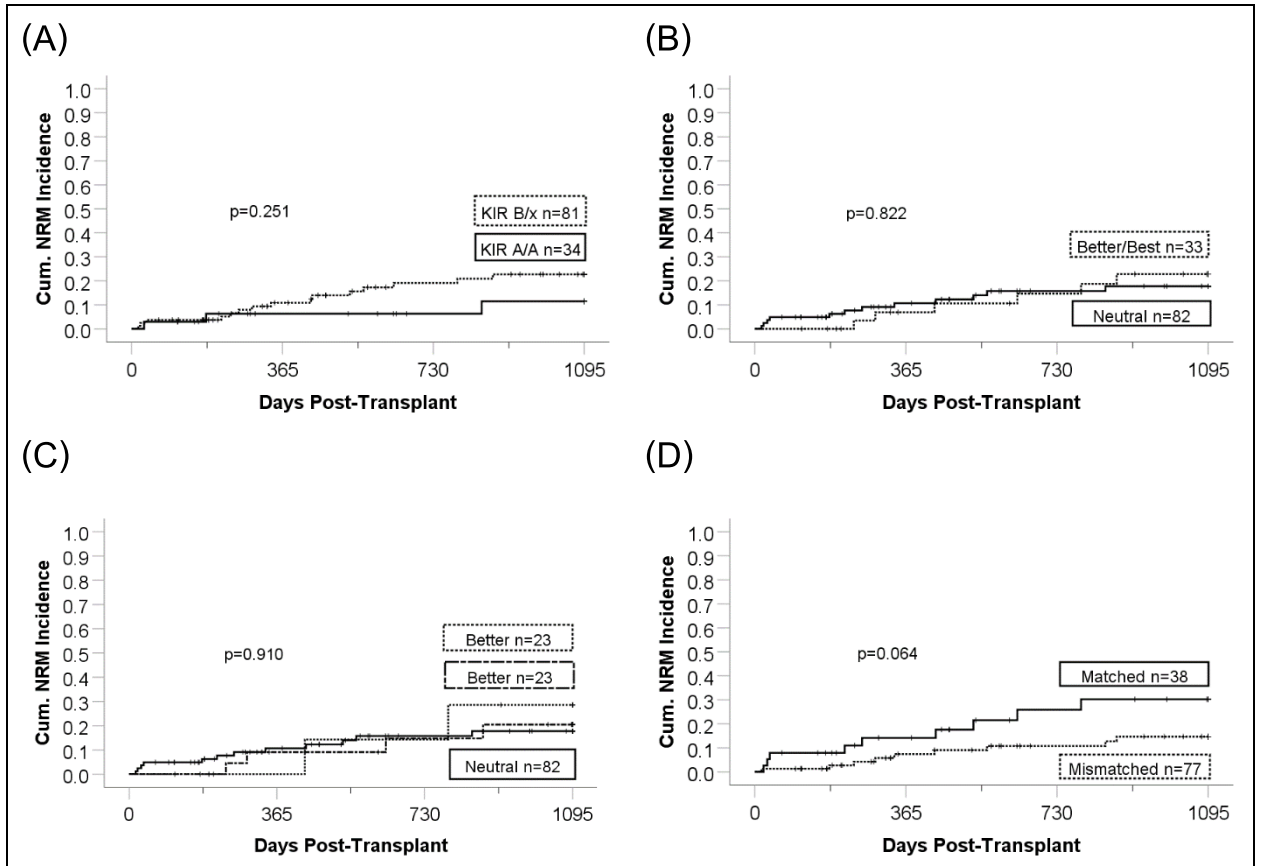 (A)
Cum. NRM Incidence
1.0
0.9
0.8
0.7
0.6
0.5
0.4
0.3
0.2
0.1
0.0
p=0.251
KIR B/x n=81
KIR A/A n=34
0 365 730 1095
Days Post-Transplant
(B)
Cum. NRM Incidence
1.0
0.9
0.8
0.7
0.6
0.5
0.4
0.3
0.2
0.1
0.0
p=0.822
Better/Best n=33
Neutral n=82
0 365 730 1095
Days Post-Transplant
(C)
Cum. NRM Incidence
1.0
0.9
0.8
0.7
0.6
0.5
0.4
0.3
0.2
0.1
0.0
p=0.910
Better n=23
Better n=23
Neutral n=82
0 365 730 1095
Days Post-Transplant
(D)
Cum. NRM Incidence
1.0
0.9
0.8
0.7
0.6
0.5
0.4
0.3
0.2
0.1
0.0
p=0.064
Matched n=38
Mismatched n=77
0 365 730 1095
Days Post-Transplant